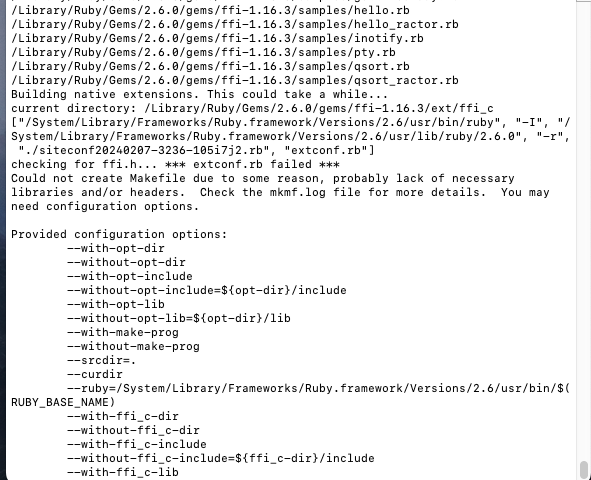 /Library/Ruby/Gems/2.6.0/gems/ffi-1.16.3/samples/hello.rb
/Library/Ruby/Gems/2.6.0/gems/ffi-1.16.3/samples/hello_ractor.rb
/Library/Ruby/Gems/2.6.0/gems/ffi-1.16.3/samples/inotify.rb
/Library/Ruby/Gems/2.6.0/gems/ffi-1.16.3/samples/pty.rb
/Library/Ruby/Gems/2.6.0/gems/ffi-1.16.3/samples/qsort.rb
/Library/Ruby/Gems/2.6.0/gems/ffi-1.16.3/samples/qsort_ractor.rb
Building native extensions. This could take a while...
current directory: /Library/Ruby/Gems/2.6.0/gems/ffi-1.16.3/ext/ffi_c
["/System/Library/Frameworks/Ruby.framework/Versions/2.6/usr/bin/ruby", "-I", "/
System/Library/Frameworks/Ruby.framework/Versions/2.6/usr/lib/ruby/2.6.0", "-r",
 "./siteconf20240207-3236-105i7j2.rb", "extconf.rb"]
checking for ffi.h... *** extconf.rb failed ***
Could not create Makefile due to some reason, probably lack of necessary
libraries and/or headers.  Check the mkmf.log file for more details.  You may
need configuration options.

Provided configuration options:
	--with-opt-dir
	--without-opt-dir
	--with-opt-include
	--without-opt-include=${opt-dir}/include
	--with-opt-lib
	--without-opt-lib=${opt-dir}/lib
	--with-make-prog
	--without-make-prog
	--srcdir=.
	--curdir
	--ruby=/System/Library/Frameworks/Ruby.framework/Versions/2.6/usr/bin/$(
RUBY_BASE_NAME)
	--with-ffi_c-dir
	--without-ffi_c-dir
	--with-ffi_c-include
	--without-ffi_c-include=${ffi_c-dir}/include
	--with-ffi_c-lib